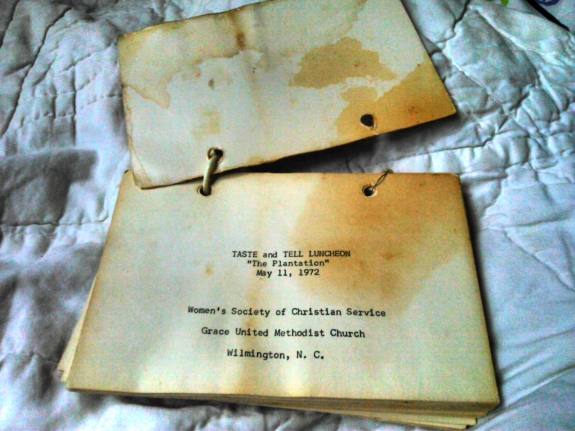 TASTE and TELL LUNCHEON
"The Plantation"
May 11, 1972
Women's Society of Christian Service
Grace United Methodist Church
Wilmington, N. C.